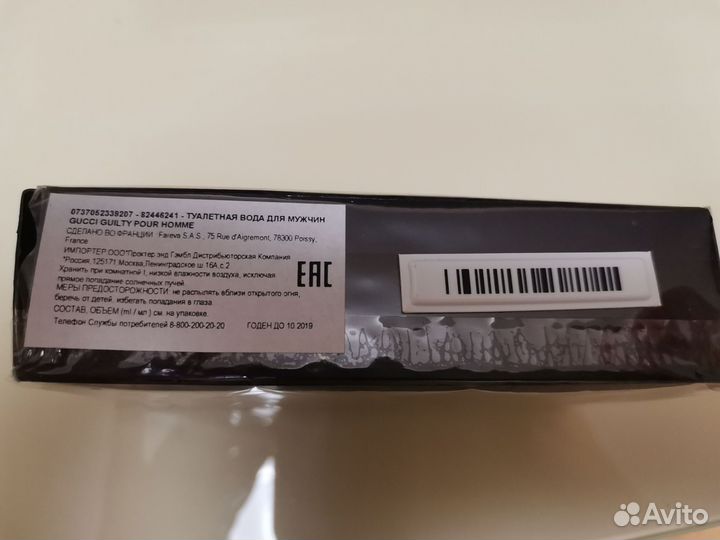 0737052339207 - 82446241 - ТУАЛЕТНАЯ ВОДА ДЛЯ МУЖЧИН
GUCCI GUILTY POUR HOMME
СДЕЛАНО ВО ФРАНЦИИ: Fareva S.A.S., 75 Rue d'Aigremont, 78300 Poissy,
France
ИМПОРТЕР ООО"Проктер энд Гэмбл Дистрибьюторская Компания
"Россия,125171,Москва,Ленинградское ш.16А,с.2
Хранить при комнатной t, низкой влажности воздуха, исключая
прямое попадание солнечных лучей.
МЕРЫ ПРЕДОСТОРОЖНОСТИ: не распылять вблизи открытого огня,
беречь от детей, избегать попадания в глаза
СОСТАВ, ОБЪЕМ (ml / мл) см. на упаковке.
Телефон Службы потребителей 8-800-200-20-20 ГОДЕН ДО 10.2019
EAC
Avito